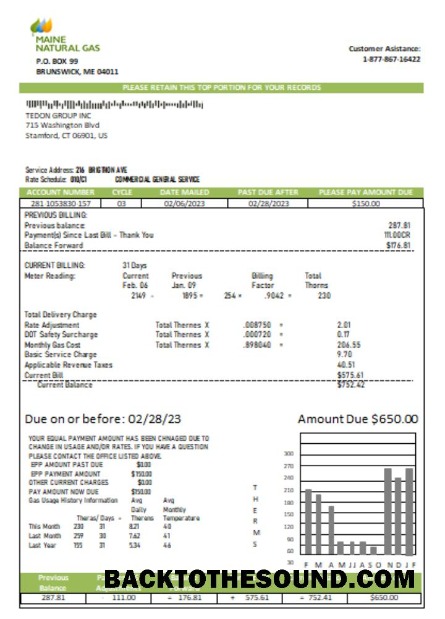 MAINE
NATURAL GAS
P.O. BOX 99
BRUNSWICK, ME 04011
Customer Asistance:
1-877-867-16422
PLEASE RETAIN THIS TOP PORTION FOR YOUR RECORDS
TEDON GROUP INC
715 Washington Blvd
Stamford, CT 06901, US
Service Address: 216 BRIGTION AVE
Rate Schedule: 010/C1 COMMERCIAL GENERAL SERVICE
ACCOUNT NUMBER CYCLE DATE MAILED PAST DUE AFTER PLEASE PAY AMOUNT DUE
281 1053830 157 03 02/06/2023 02/28/2023 $150.00
PREVIOUS BILLING:
Previous balance 287.81
Payment(s) Since Last Bill - Thank You 111.00CR
Balance Forward $176.81
CURRENT BILLING: 31 Days
Meter Reading: Current Previous Billing Total
Feb. 06 Jan. 09 Factor Thorns
2149 - 1895 = 254 × .9042 = 230
Total Delivery Charge
Rate Adjustment Total Thernes X .008750 = 2.01
DOT Safety Surcharge Total Thernes X .000720 = 0.17
Monthly Gas Cost Total Thernes X .898040 = 206.55
Basic Service Charge 9.70
Applicable Revenue Taxes 40.51
Current Bill $575.61
Current Balance $752.42
Due on or before: 02/28/23 Amount Due $650.00
YOUR EQUAL PAYMENT AMOUNT HAS BEEN CHNAGED DUE TO
CHANGE IN USAGE AND/OR RATES. IF YOU HAVE A QUESTION
PLEASE CONTACT THE OFFICE LISTED ABOVE.
EPP AMOUNT PAST DUE $0.00
EPP PAYMENT AMOUNT $150.00
OTHER CURRENT CHARGES $0.00
PAY AMOUNT NOW DUE $150.00
Gas Usage History Information Avg Avg
Daily Monthly
Theras/ Days - Therons Temperature
This Month 230 31 8.21 40
Last Month 259 30 7.62 41
Last Year 155 31 5.34 46
THERMS
300
270
240
210
180
150
120
90
60
30
F M A M J J A S O N D J F
Previous
Balance
BACKTOTHESOUND.COM
287.81 - 111.00 = 176.81 + 575.61 = 752.41 $650.00